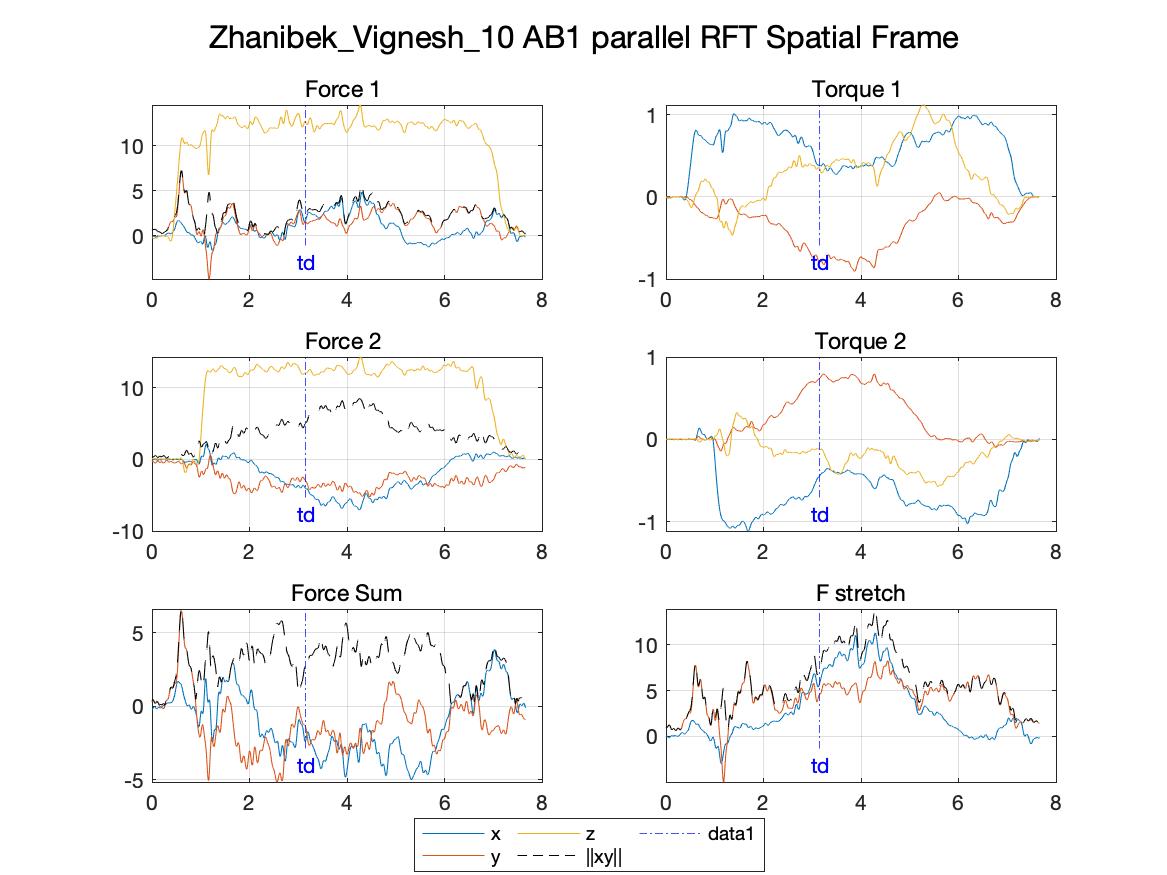 Zhanibek_Vignesh_10 AB1 parallel RFT Spatial Frame
Force 1
10
5
0
td
0 2 4 6 8
Torque 1
1
0
-1
td
0 2 4 6 8
Force 2
10
0
-10
td
0 2 4 6 8
Torque 2
1
0
-1
td
0 2 4 6 8
Force Sum
5
0
-5
td
0 2 4 6 8
F stretch
10
5
0
td
0 2 4 6 8
x z data1
y ||xy||